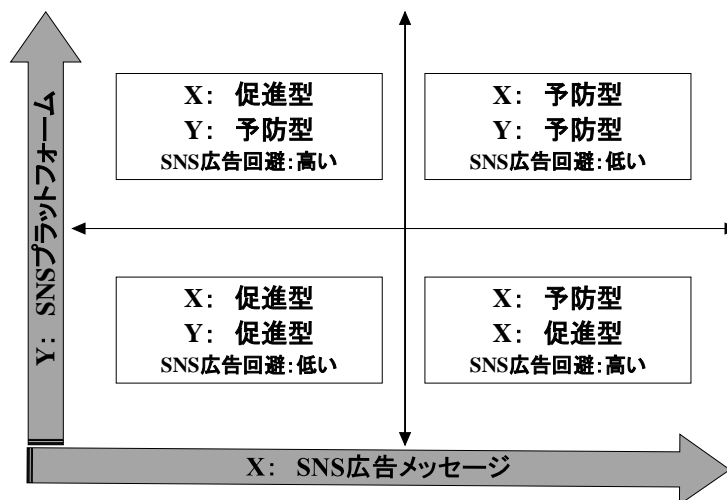 Y： SNSプラットフォーム
X： 促進型
Y： 予防型
SNS広告回避：高い
X： 予防型
Y： 予防型
SNS広告回避：低い
X： 促進型
Y： 促進型
SNS広告回避：低い
X： 予防型
X： 促進型
SNS広告回避：高い
X： SNS広告メッセージ